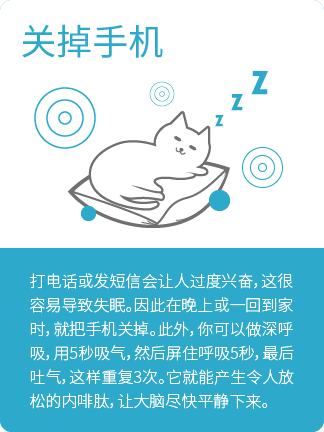 关掉手机
z
z
z
打电话或发短信会让人过度兴奋，这很
容易导致失眠。因此在晚上或一回到家
时，就把手机关掉。此外，你可以做深呼
吸，用5秒吸气，然后屏住呼吸5秒，最后
吐气，这样重复3次。它就能产生令人放
松的内啡肽，让大脑尽快平静下来。